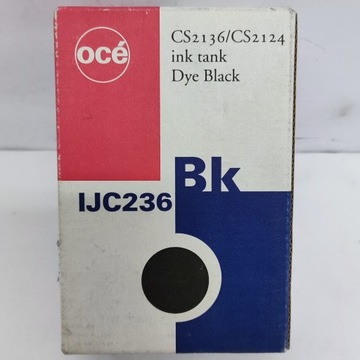 océ
CS2136/CS2124
ink tank
Dye Black
Bk
IJC236